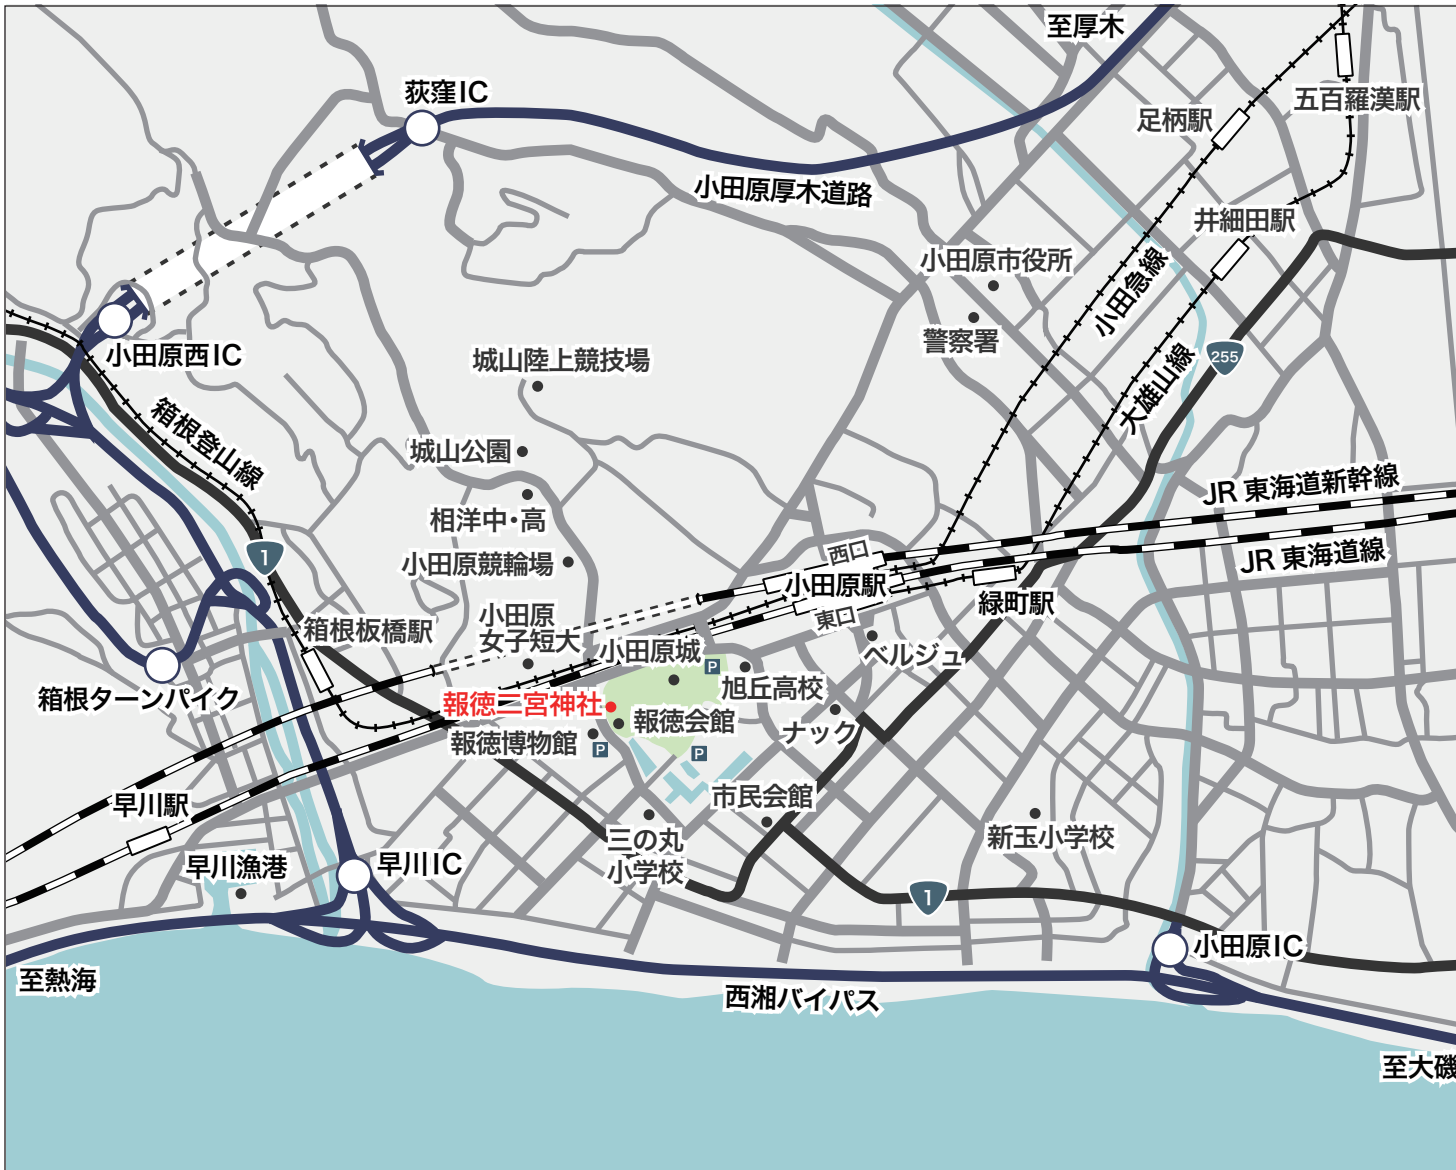 至厚木
荻窪IC
五百羅漢駅
足柄駅
小田原厚木道路
井細田駅
小田原市役所
小田急線
警察署
小田原西IC
255
城山陸上競技場
大雄山線
箱根登山線
城山公園
JR 東海道新幹線
相洋中・高
西口
JR 東海道線
1
小田原競輪場
小田原駅
緑町駅
小田原
女子短大
東口
箱根板橋駅
小田原城
ベルジュ
P
旭丘高校
箱根ターンパイク
報徳二宮神社
報徳会館
ナック
報徳博物館
P
P
早川駅
市民会館
三の丸
小学校
新玉小学校
早川漁港
早川IC
1
小田原IC
至熱海
西湘バイパス
至大磯